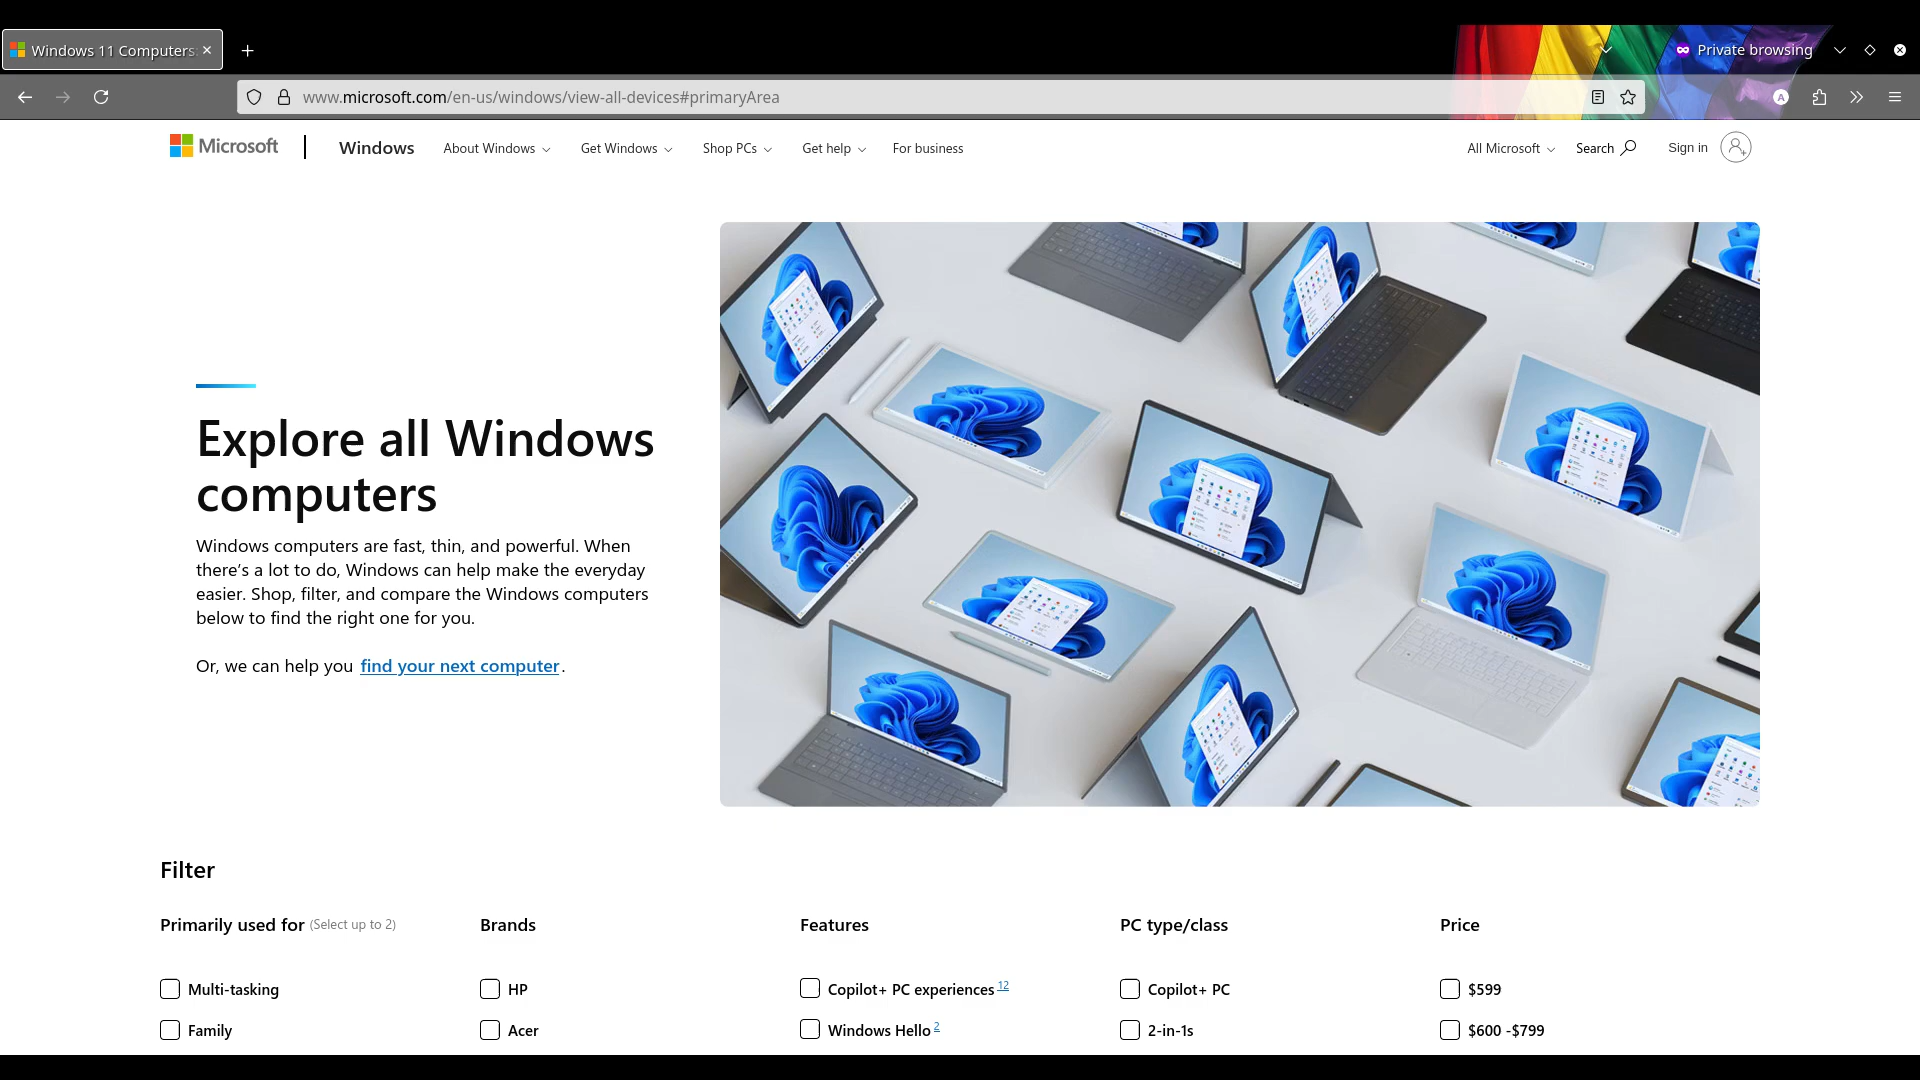 Windows 11 Computers:
Private browsing
www.microsoft.com/en-us/windows/view-all-devices#primaryArea
Microsoft
Windows
About Windows
Get Windows
Shop PCs
Get help
For business
All Microsoft
Search
Sign in
Explore all Windows
computers
Windows computers are fast, thin, and powerful. When
there’s a lot to do, Windows can help make the everyday
easier. Shop, filter, and compare the Windows computers
below to find the right one for you.
Or, we can help you find your next computer.
Filter
Primarily used for (Select up to 2)
Brands
Features
PC type/class
Price
Multi-tasking
HP
Copilot+ PC experiences 12
Copilot+ PC
$599
Family
Acer
Windows Hello 2
2-in-1s
$600 -$799